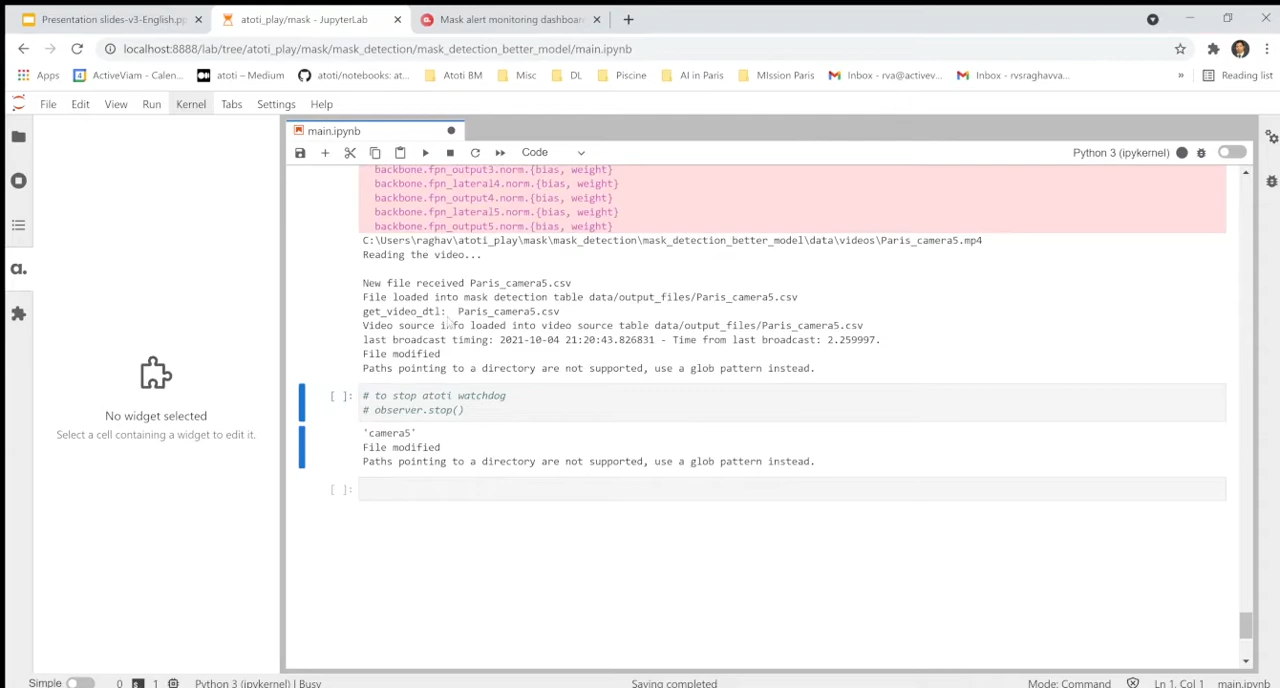 Presentation slides-v3-English.pp
atoti_play/mask - JupyterLab
Mask alert monitoring dashboar
localhost:8888/lab/tree/atoti_play/mask/mask_detection/mask_detection_better_model/main.ipynb
Apps
ActiveViam - Calen...
atoti – Medium
atoti/notebooks: at...
Atoti BM
Misc
DL
Piscine
AI in Paris
MIssion Paris
Inbox - rva@activev...
Inbox - rvsraghavva...
»
Reading list
File Edit View Run Kernel Tabs Settings Help
main.ipynb
Code
Python 3 (ipykernel)
backbone.fpn_output3.norm.{bias, weight}
backbone.fpn_lateral4.norm.{bias, weight}
backbone.fpn_output4.norm.{bias, weight}
backbone.fpn_lateral5.norm.{bias, weight}
backbone.fpn_output5.norm.{bias, weight}
C:\Users\raghav\atoti_play\mask\mask_detection\mask_detection_better_model\data\videos\Paris_camera5.mp4
Reading the video...
New file received Paris_camera5.csv
File loaded into mask detection table data/output_files/Paris_camera5.csv
get_video_dtl: Paris_camera5.csv
Video source info loaded into video source table data/output_files/Paris_camera5.csv
last broadcast timing: 2021-10-04 21:20:43.826831 - Time from last broadcast: 2.259997.
File modified
Paths pointing to a directory are not supported, use a glob pattern instead.
[ ]: # to stop atoti watchdog
# observer.stop()
'camera5'
File modified
Paths pointing to a directory are not supported, use a glob pattern instead.
[ ]:
a.
No widget selected
Select a cell containing a widget to edit it.
Simple
0
1
Python 3 (ipykernel) | Busy
Saving completed
Mode: Command
Ln 1, Col 1
main.ipynb